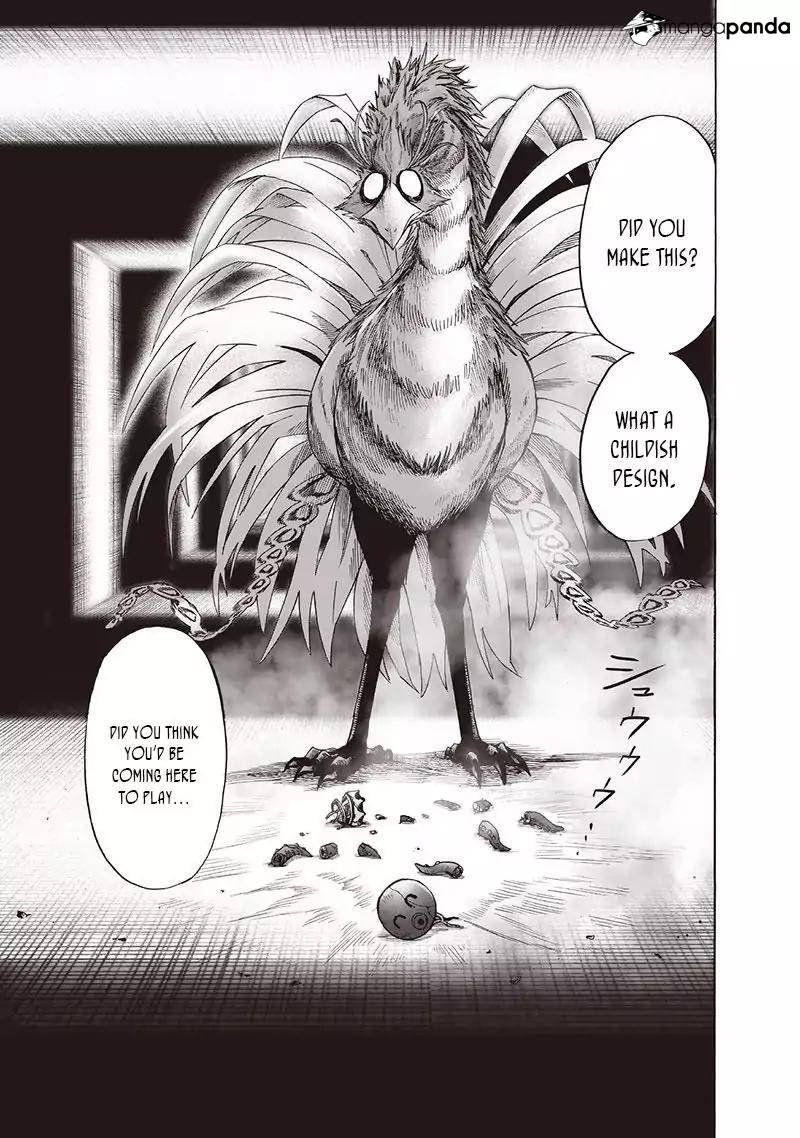 mangapanda
DID YOU
MAKE THIS?
WHAT A
CHILDISH
DESIGN.
シュウウウ…
DID YOU THINK
YOU'D BE
COMING HERE
TO PLAY...